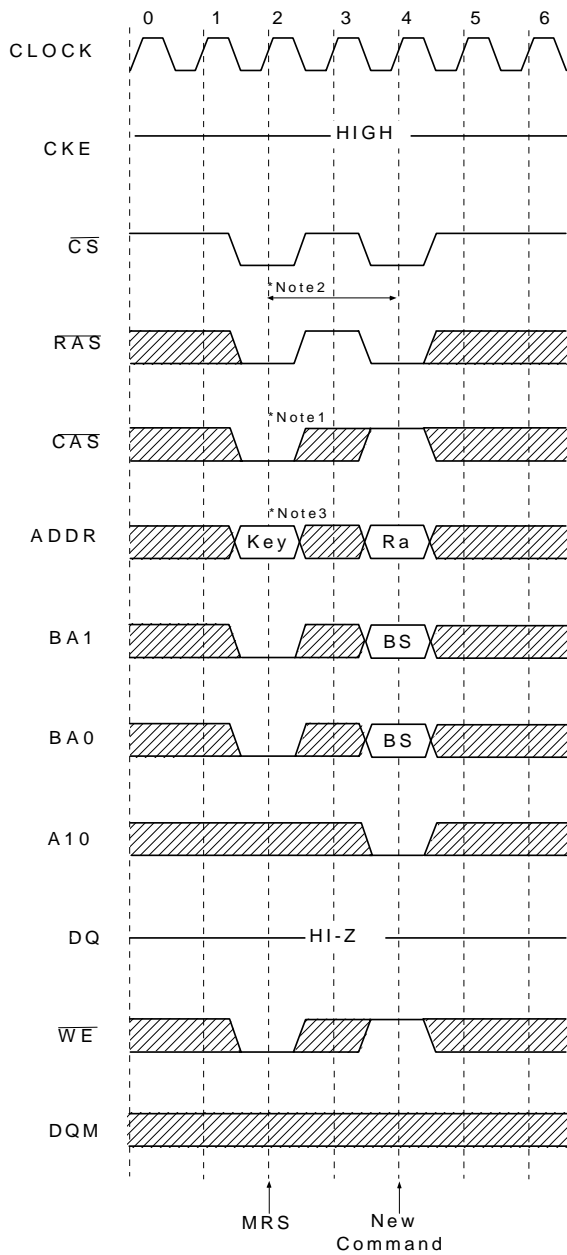 0 1 2 3 4 5 6
CLOCK
CKE HIGH
CS
*Note2
RAS
*Note1
CAS
*Note3
ADDR Key Ra
BA1 BS
BA0 BS
A10
DQ HI-Z
WE
DQM
MRS New
Command